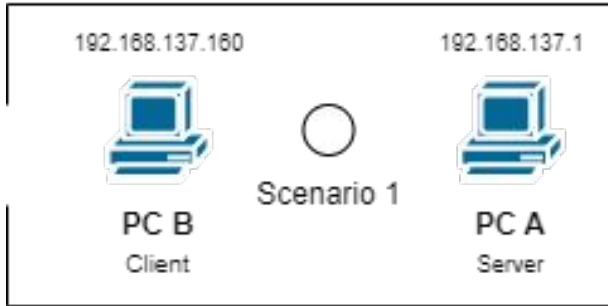 192.168.137.160
192.168.137.1
Scenario 1
PC B
PC A
Client
Server